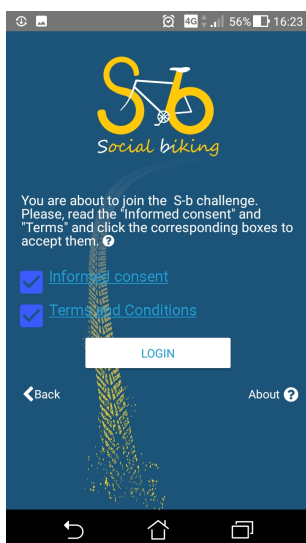 4G 56% 16:23
S-b
Social biking
You are about to join the S-b challenge.
Please, read the "Informed consent" and
"Terms" and click the corresponding boxes to
accept them. ?
Informed consent
Terms and Conditions
LOGIN
Back About ?